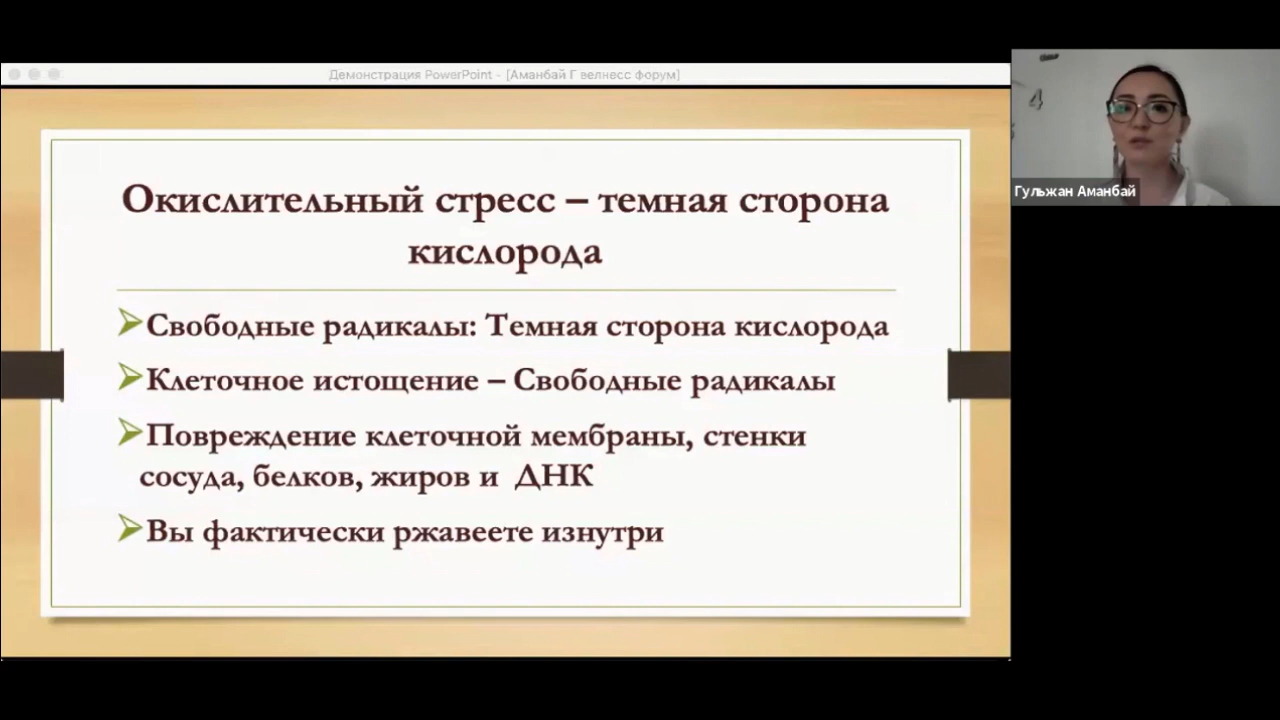 Демонстрация PowerPoint - [Аманбай Г велнесс форум]
4
Гульжан Аманбай
Окислительный стресс – темная сторона
кислорода
Свободные радикалы: Темная сторона кислорода
Клеточное истощение – Свободные радикалы
Повреждение клеточной мембраны, стенки
сосуда, белков, жиров и ДНК
Вы фактически ржавеете изнутри